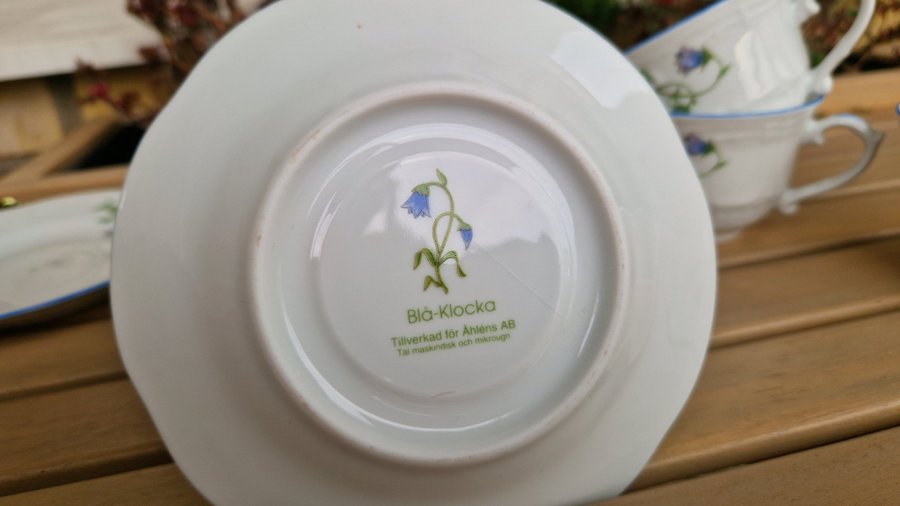 Blå-Klocka
Tillverkad för Åhléns AB
Tål maskindisk och mikrougn